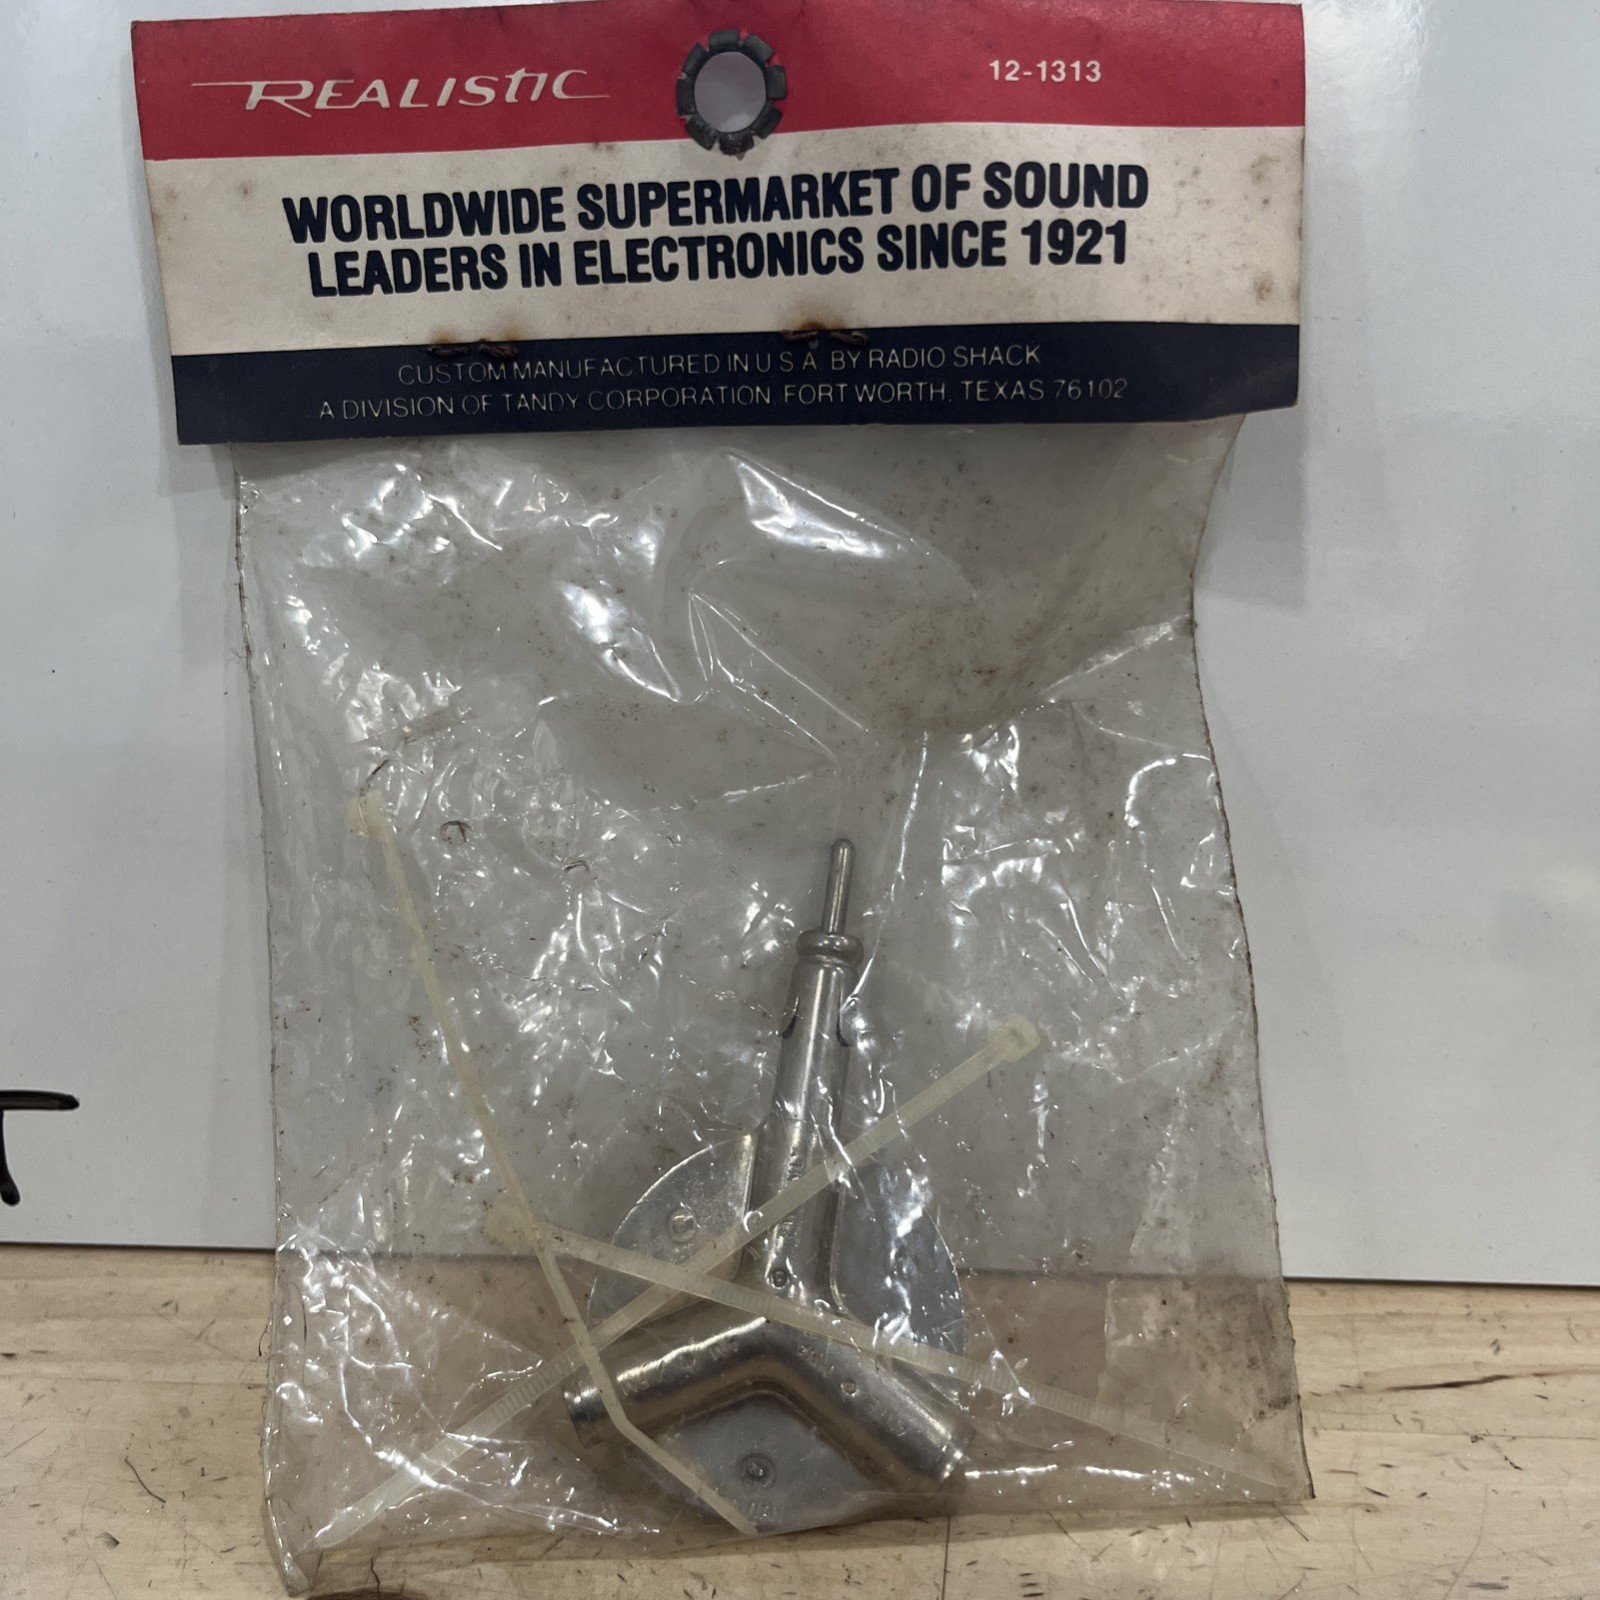 REALISTIC
12-1313
WORLDWIDE SUPERMARKET OF SOUND
LEADERS IN ELECTRONICS SINCE 1921
CUSTOM MANUFACTURED IN U.S.A. BY RADIO SHACK
A DIVISION OF TANDY CORPORATION, FORT WORTH, TEXAS 76102